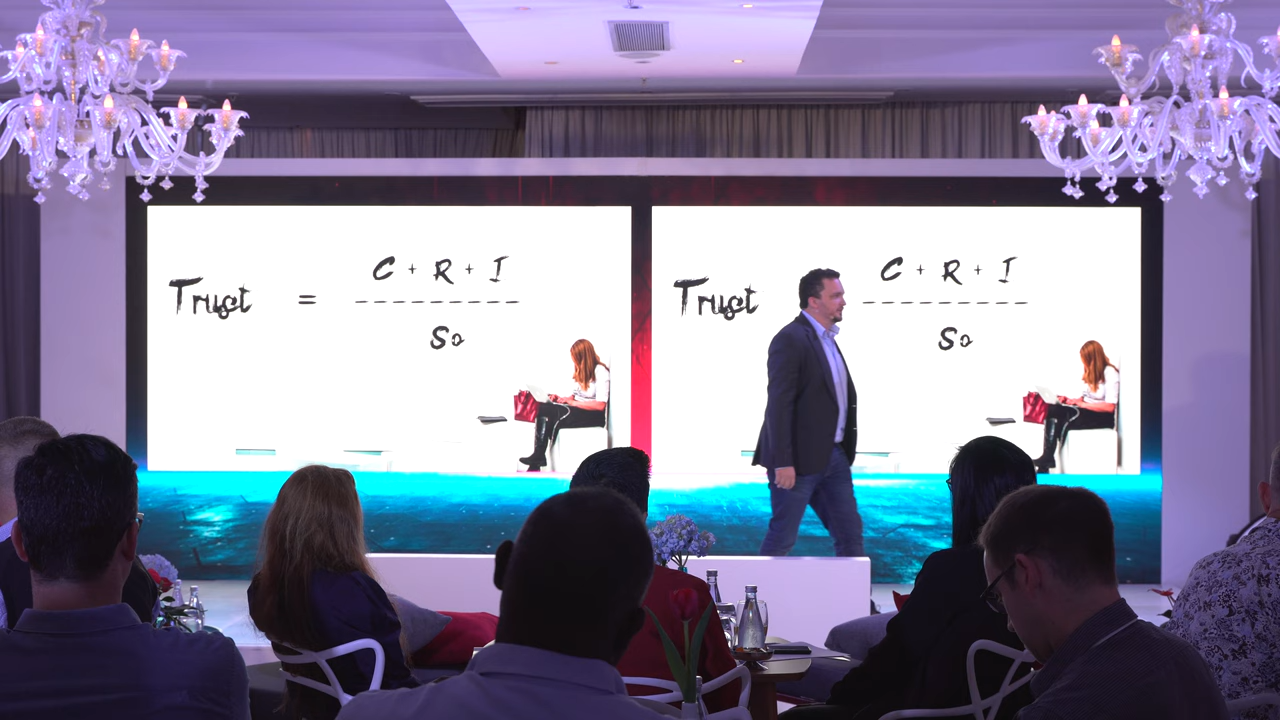 C + R + I
Trust = ----------
So
C + R + I
Trust ----------
So